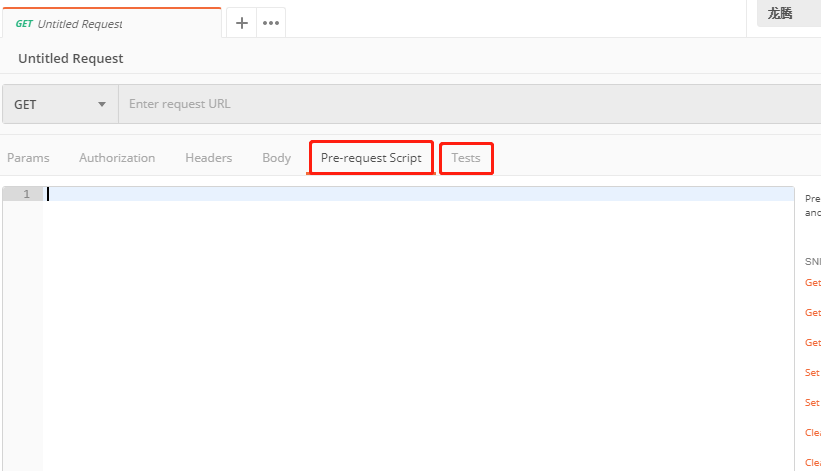 GET Untitled Request
龙腾
Untitled Request
GET Enter request URL
Params Authorization Headers Body Pre-request Script Tests
1
Pre
and
SNI
Get
Get
Get
Set
Set
Clea
Clea